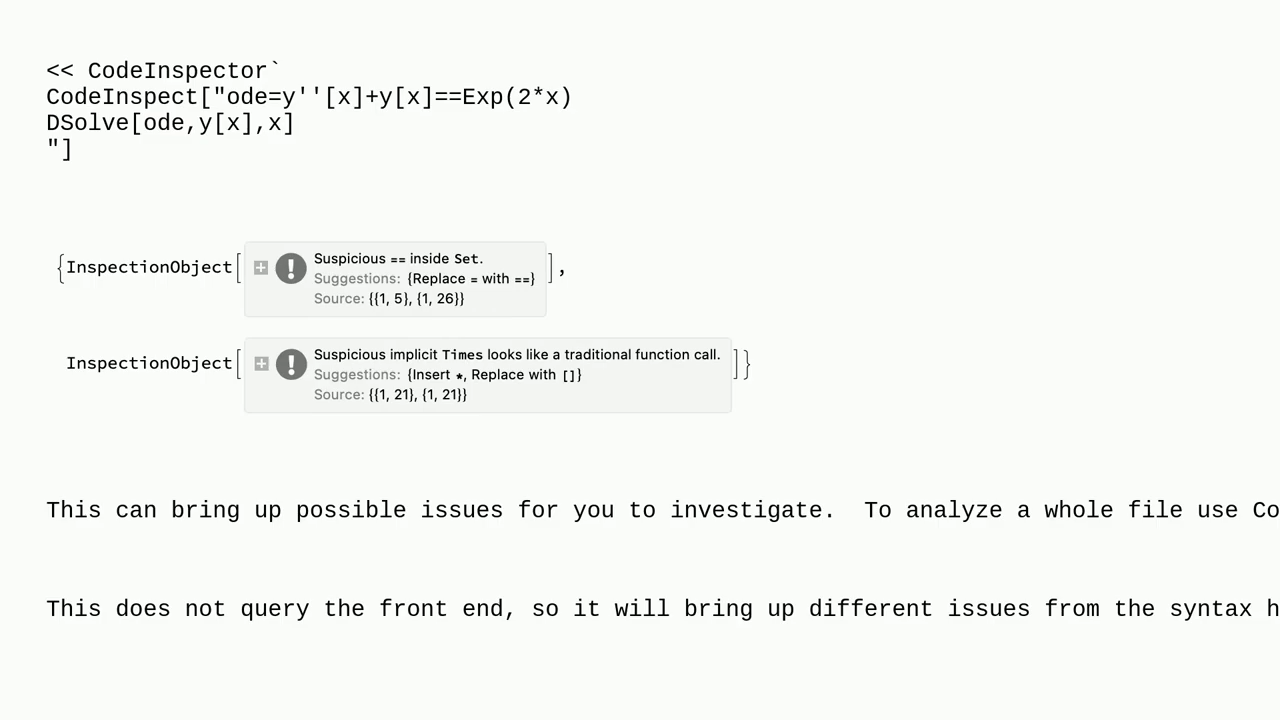 << CodeInspector`
CodeInspect["ode=y''[x]+y[x]==Exp(2*x)
DSolve[ode,y[x],x]
"]
{InspectionObject[ Suspicious == inside Set.
Suggestions: {Replace = with ==}
Source: {{1, 5}, {1, 26}} ],
InspectionObject[ Suspicious implicit Times looks like a traditional function call.
Suggestions: {Insert *, Replace with []}
Source: {{1, 21}, {1, 21}} ]}
This can bring up possible issues for you to investigate.  To analyze a whole file use Co
This does not query the front end, so it will bring up different issues from the syntax h